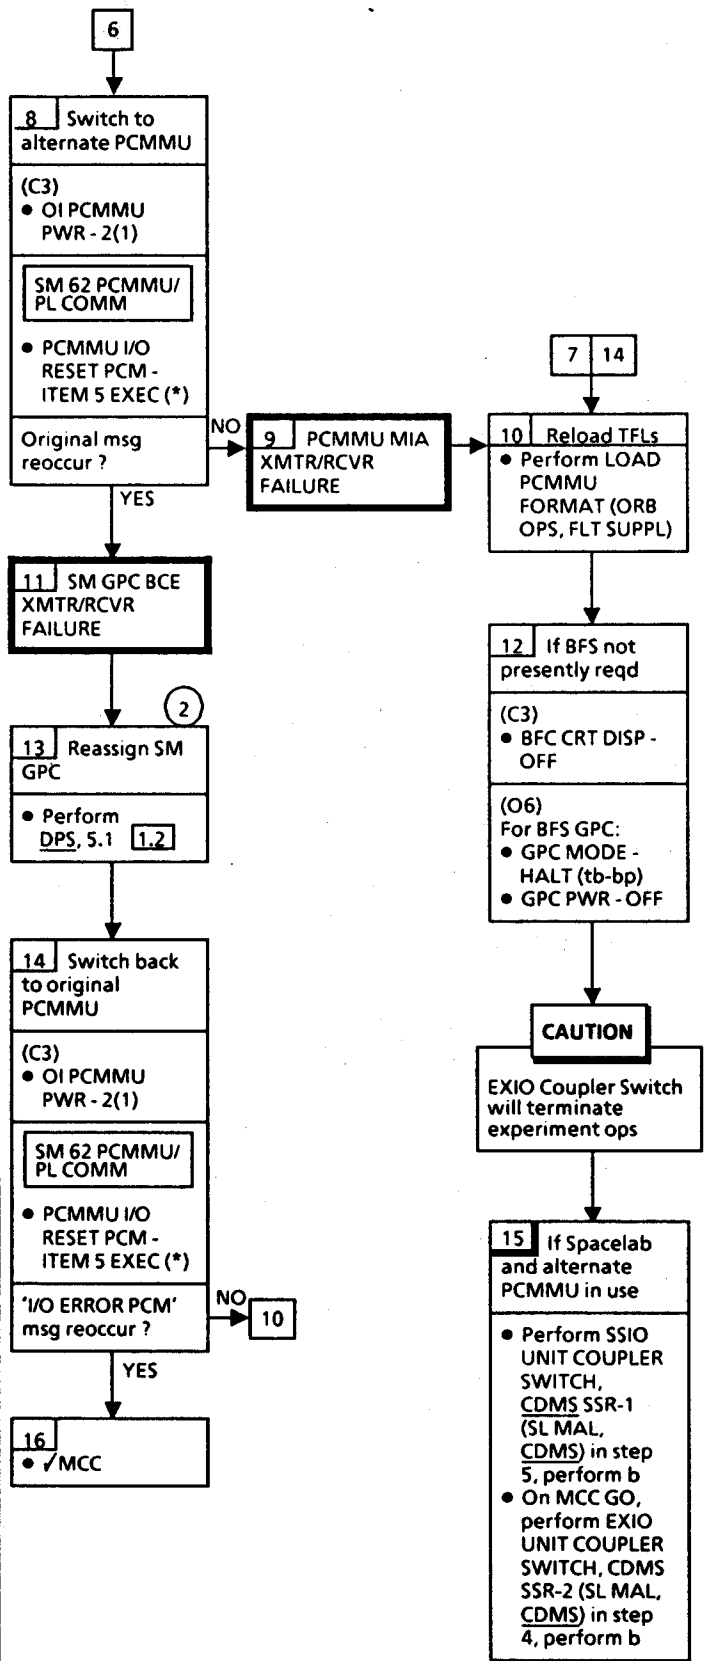 6
8 Switch to
alternate PCMMU
(C3)
● OI PCMMU
PWR - 2(1)
SM 62 PCMMU/
PL COMM
● PCMMU I/O
RESET PCM -
ITEM 5 EXEC (*)
Original msg
reoccur ?
NO
YES
9 PCMMU MIA
XMTR/RCVR
FAILURE
7 14
10 Reload TFLs
● Perform LOAD
PCMMU
FORMAT (ORB
OPS, FLT SUPPL)
11 SM GPC BCE
XMTR/RCVR
FAILURE
12 If BFS not
presently reqd
(C3)
● BFC CRT DISP -
OFF
(O6)
For BFS GPC:
● GPC MODE -
HALT (tb-bp)
● GPC PWR - OFF
2
13 Reassign SM
GPC
● Perform
DPS, 5.1 1.2
14 Switch back
to original
PCMMU
(C3)
● OI PCMMU
PWR - 2(1)
SM 62 PCMMU/
PL COMM
● PCMMU I/O
RESET PCM -
ITEM 5 EXEC (*)
'I/O ERROR PCM'
msg reoccur ?
NO
10
YES
16
● ✓MCC
CAUTION
EXIO Coupler Switch
will terminate
experiment ops
15 If Spacelab
and alternate
PCMMU in use
● Perform SSIO
UNIT COUPLER
SWITCH,
CDMS SSR-1
(SL MAL,
CDMS) in step
5, perform b
● On MCC GO,
perform EXIO
UNIT COUPLER
SWITCH, CDMS
SSR-2 (SL MAL,
CDMS) in step
4, perform b